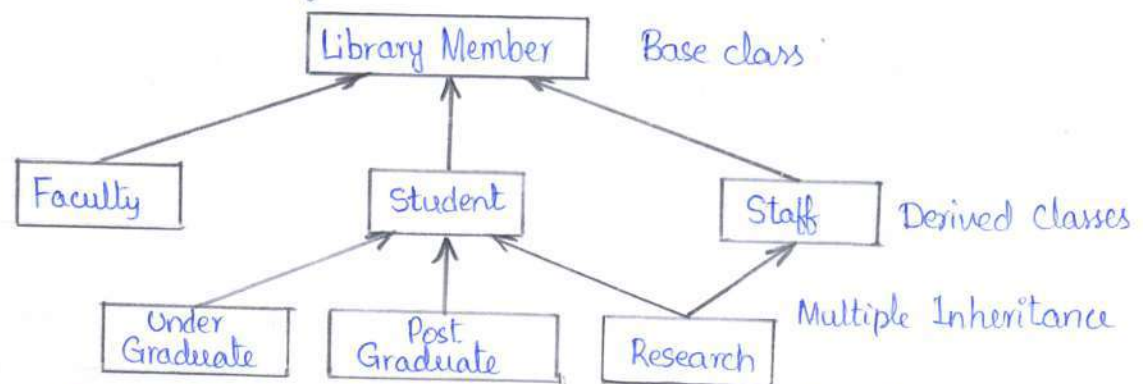 Library Member
Base class
Faculty
Student
Staff
Derived Classes
Under
Graduate
Post
Graduate
Research
Multiple Inheritance